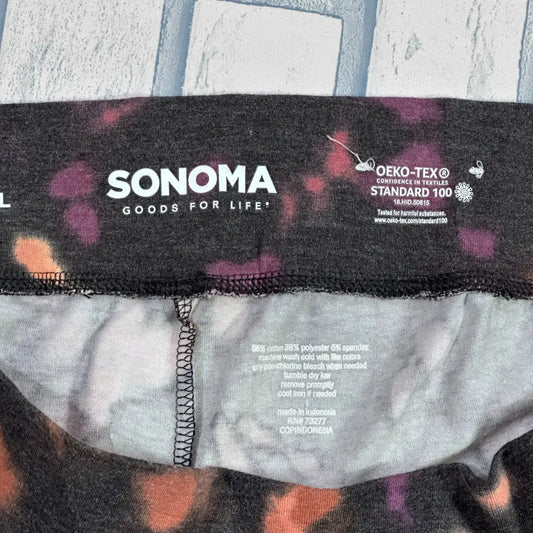 L
SONOMA
GOODS FOR LIFE†
OEKO-TEX®
CONFIDENCE IN TEXTILES
STANDARD 100
18.HID.50615
Tested for harmful substances.
www.oeko-tex.com/standard100
56% cotton 38% polyester 6% spandex
machine wash cold with like colors
only non-chlorine bleach when needed
tumble dry low
remove promptly
cool iron if needed
made in Indonesia
RN# 73277
COPINDONESIA